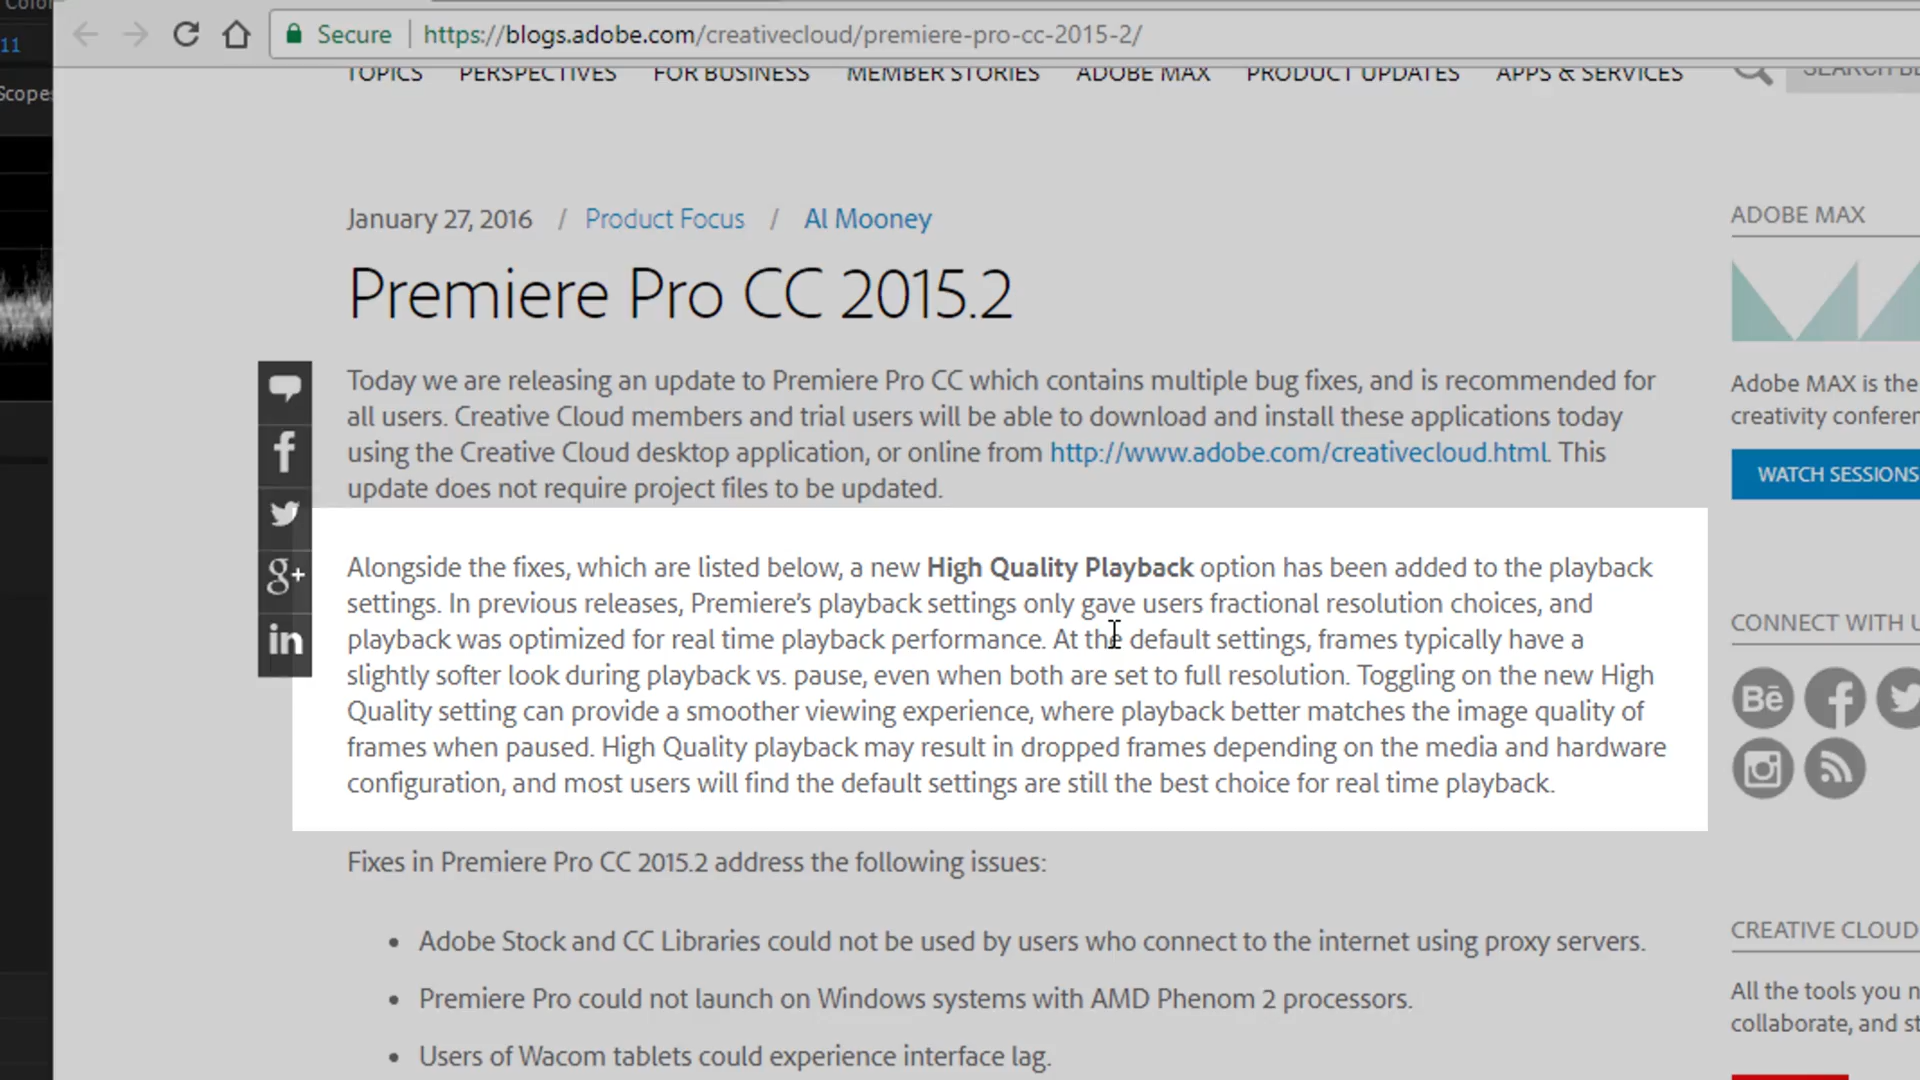 Color
11
Scopes
Secure
https://blogs.adobe.com/creativecloud/premiere-pro-cc-2015-2/
TOPICS PERSPECTIVES FOR BUSINESS MEMBER STORIES ADOBE MAX PRODUCT UPDATES APPS & SERVICES
January 27, 2016 / Product Focus / Al Mooney
Premiere Pro CC 2015.2
Today we are releasing an update to Premiere Pro CC which contains multiple bug fixes, and is recommended for
all users. Creative Cloud members and trial users will be able to download and install these applications today
using the Creative Cloud desktop application, or online from http://www.adobe.com/creativecloud.html. This
update does not require project files to be updated.
Alongside the fixes, which are listed below, a new High Quality Playback option has been added to the playback
settings. In previous releases, Premiere's playback settings only gave users fractional resolution choices, and
playback was optimized for real time playback performance. At the default settings, frames typically have a
slightly softer look during playback vs. pause, even when both are set to full resolution. Toggling on the new High
Quality setting can provide a smoother viewing experience, where playback better matches the image quality of
frames when paused. High Quality playback may result in dropped frames depending on the media and hardware
configuration, and most users will find the default settings are still the best choice for real time playback.
Fixes in Premiere Pro CC 2015.2 address the following issues:
• Adobe Stock and CC Libraries could not be used by users who connect to the internet using proxy servers.
• Premiere Pro could not launch on Windows systems with AMD Phenom 2 processors.
• Users of Wacom tablets could experience interface lag.
f
g+
in
SEARCH
ADOBE MAX
Adobe MAX is the
creativity
WATCH SESSIONS
CONNECT WITH
Bē
f
CREATIVE CLOUD
All the tools you
collaborate, and